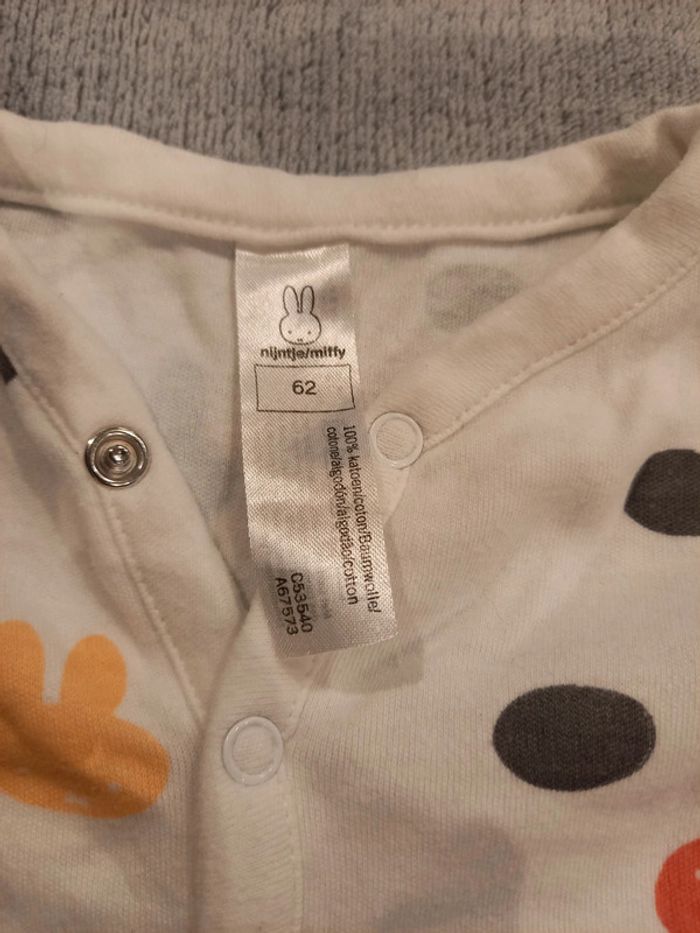 nijntje/miffy
62
100% katoen/coton/Baumwolle/
cotone/algodón/algodão/cotton
C53540
A67573